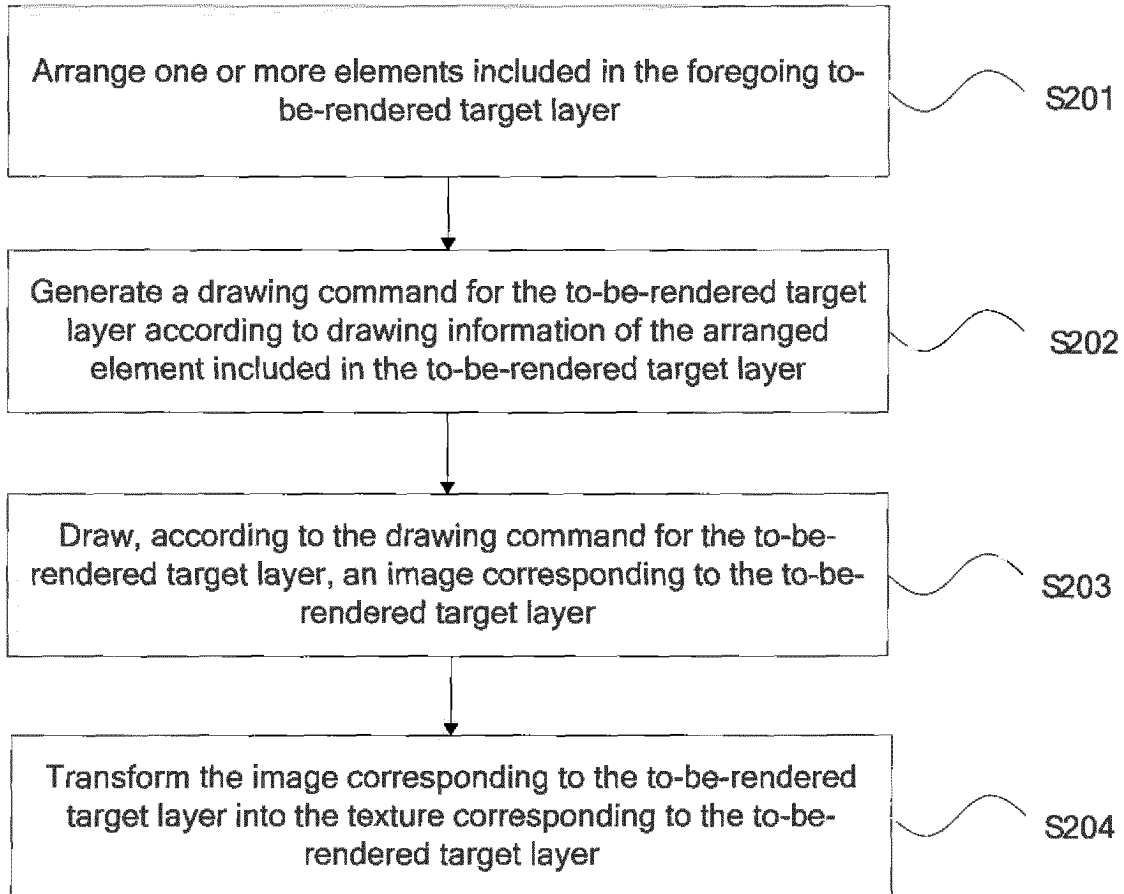 Arrange one or more elements included in the foregoing to-
be-rendered target layer
S201
Generate a drawing command for the to-be-rendered target
layer according to drawing information of the arranged
element included in the to-be-rendered target layer
S202
Draw, according to the drawing command for the to-be-
rendered target layer, an image corresponding to the to-be-
rendered target layer
S203
Transform the image corresponding to the to-be-rendered
target layer into the texture corresponding to the to-be-
rendered target layer
S204